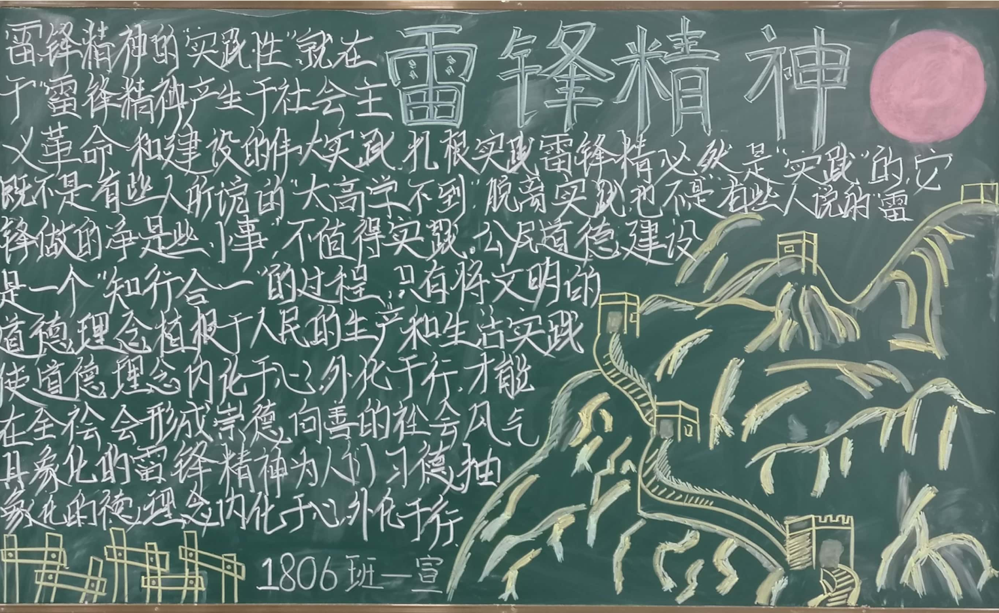 雷锋精神
雷锋精神的“实践性”就在
于“雷锋精神产生于社会主
义革命和建设的伟大实践,扎根实践雷锋精必然是“实践”的,它
既不是有些人所说的“太高学不到”脱离实践,也不是“有些人说的“雷
锋做的净是些小事”,不值得实践.公民道德建设
是一个“知行合一”的过程,只有将文明的
道德理念植根于人民的生产和生活实践
使道德理念内化于心,外化于行.才能
在全社会形成崇德向善的社会风气
具象化的雷锋精神为人们习德抽
象化的德理念内化于心外化于行.
1806班一宣